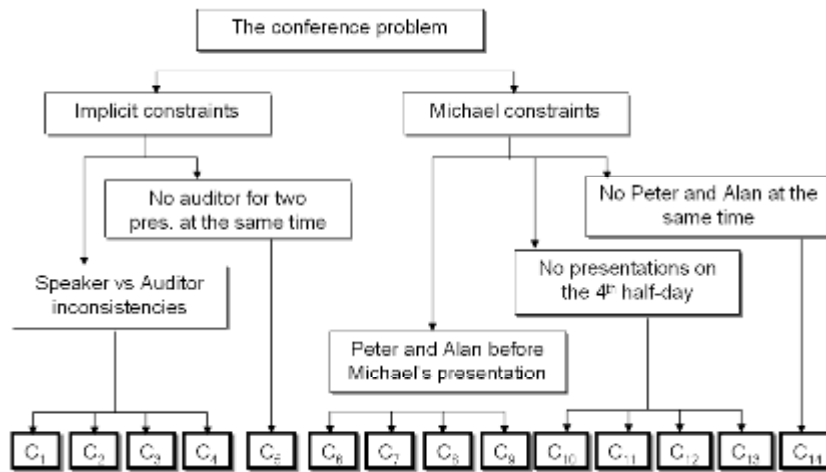 The conference problem
Implicit constraints
Michael constraints
No auditor for two
pres. at the same time
No Peter and Alan at the
same time
Speaker vs Auditor
inconsistencies
No presentations on
the 4th half-day
Peter and Alan before
Michael's presentation
C1 C2 C3 C4 C5 C6 C7 C8 C9 C10 C11 C12 C13 C14